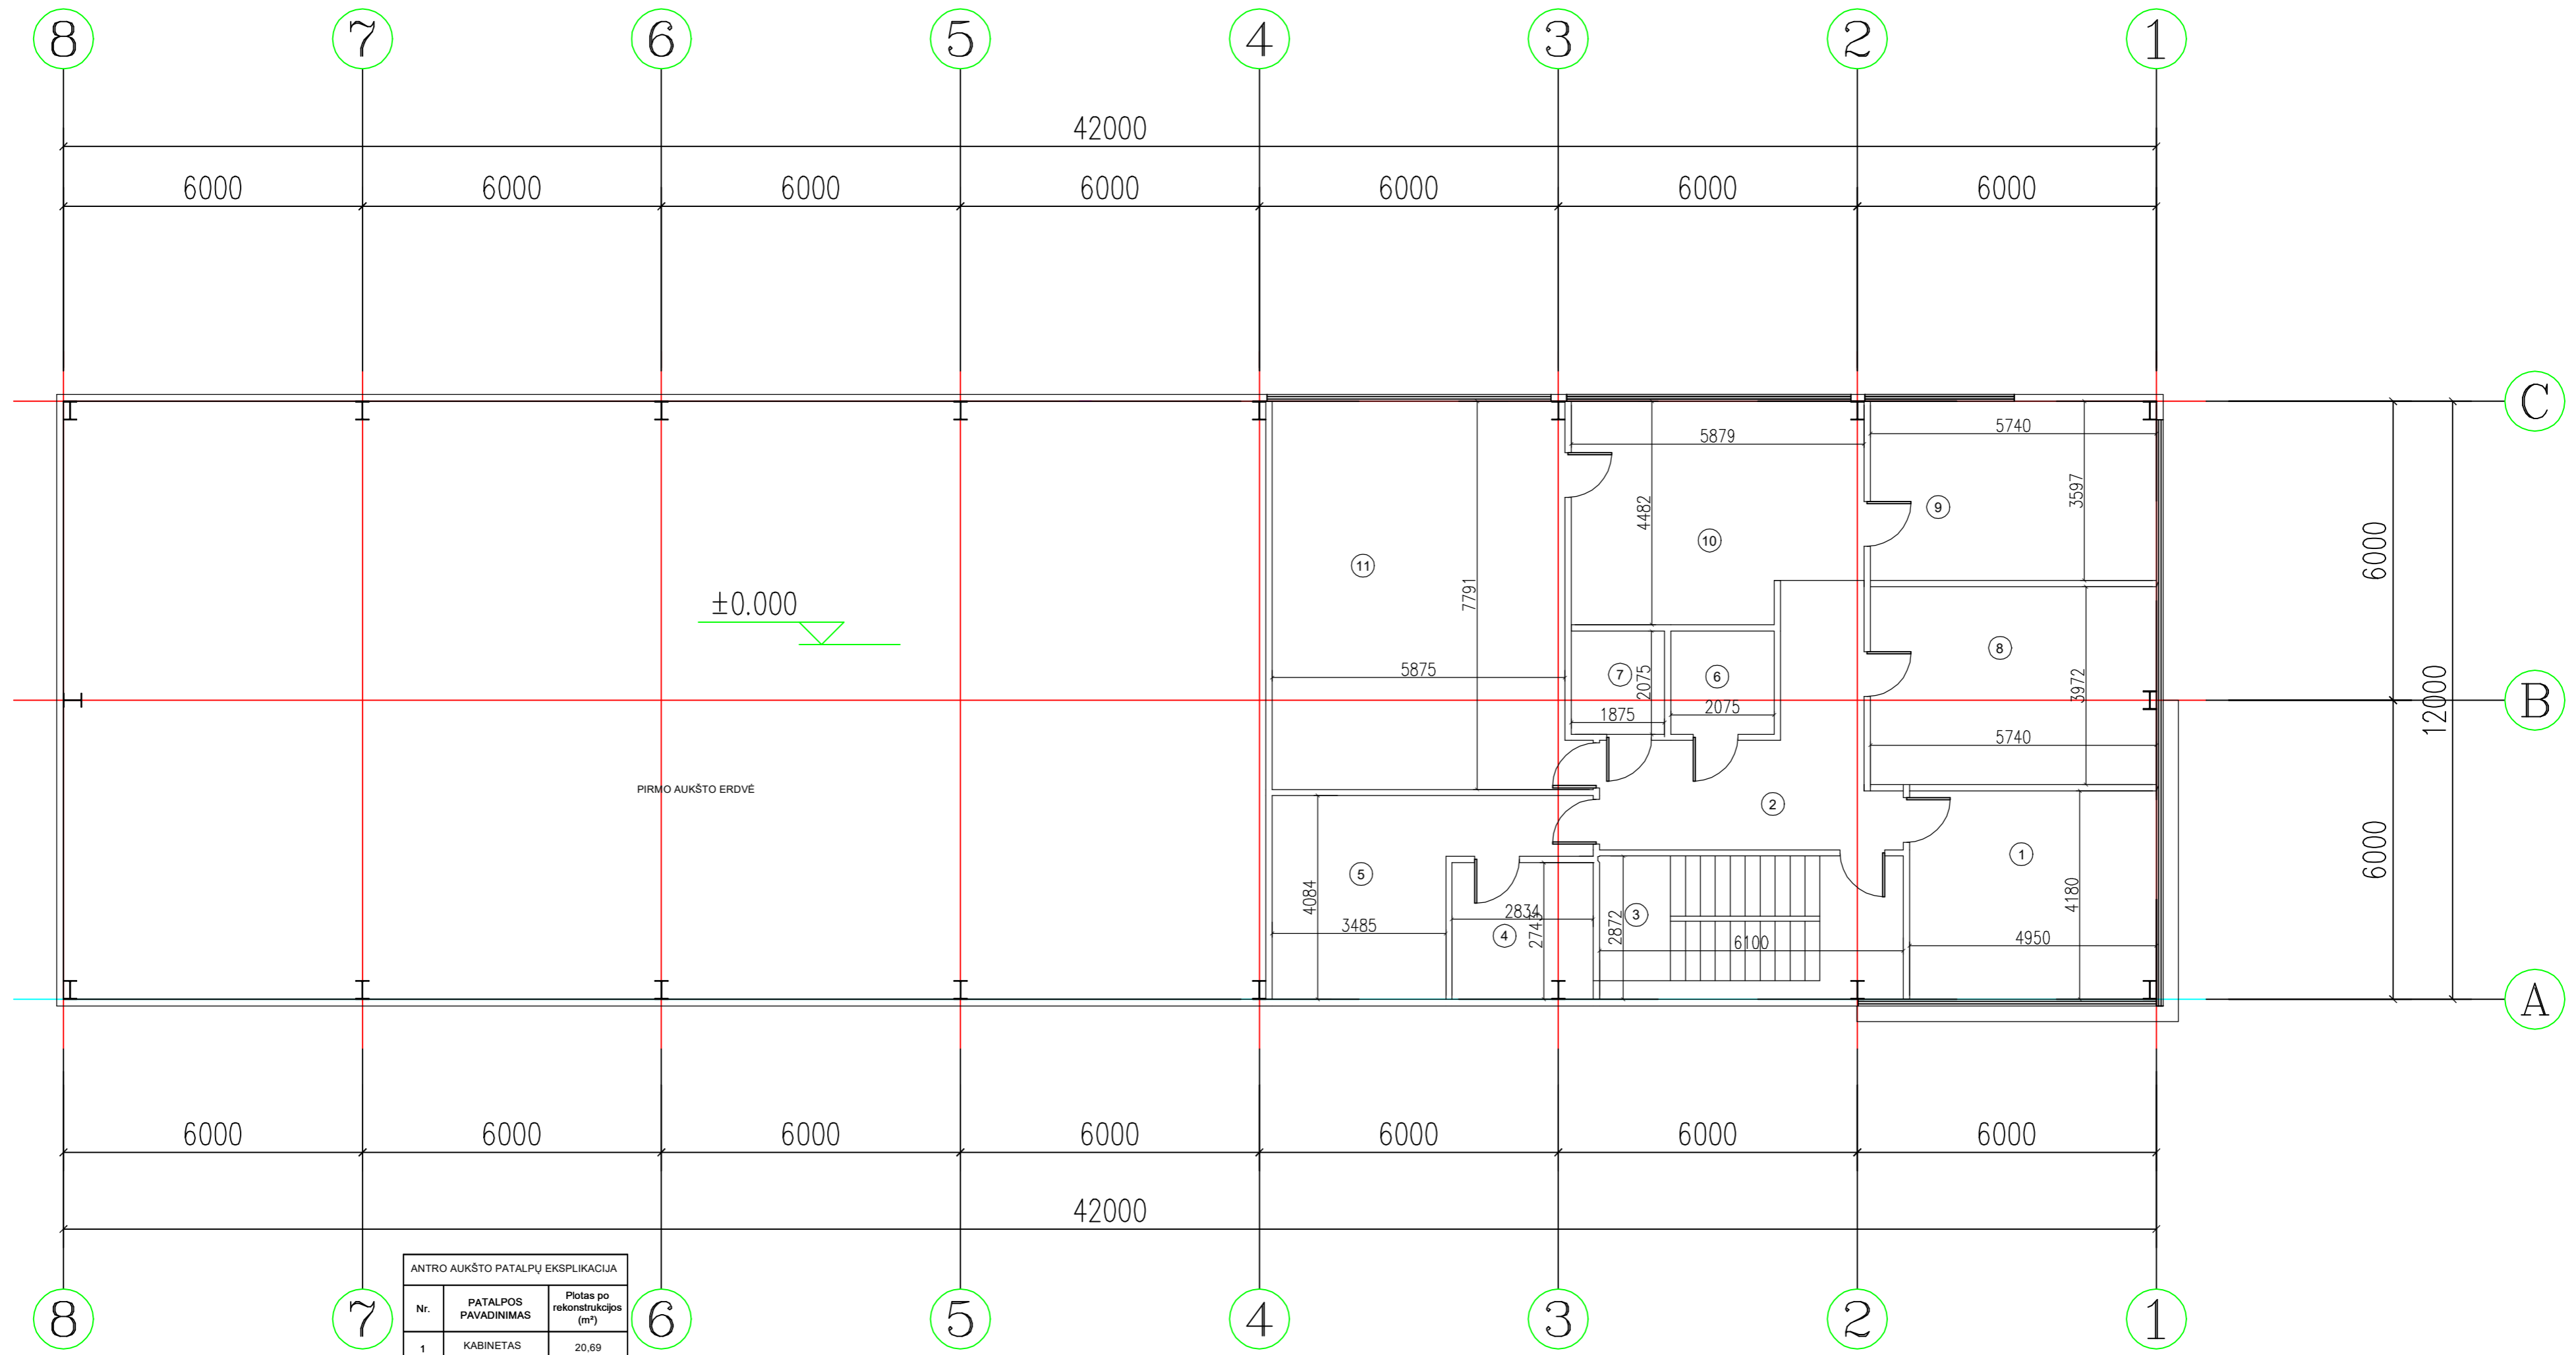 8 7 6 5 4 3 2 1
42000
6000 6000 6000 6000 6000 6000 6000
C
5879 5740
3597
9
4482
10
6000
11
7791
±0.000
8
7 2075 6
5875
3972
12000
B
1875 2075
5740
PIRMO AUKŠTO ERDVĖ
2
6000
1
5
4084
4180
2834
3
2872
3485
4
6100
4950
A
6000 6000 6000 6000 6000 6000 6000
42000
ANTRO AUKŠTO PATALPŲ EKSPLIKACIJA
Nr. PATALPOS PAVADINIMAS Plotas po rekonstrukcijos (m²)
8 7 6 5 4 3 2 1
1 KABINETAS 20,69